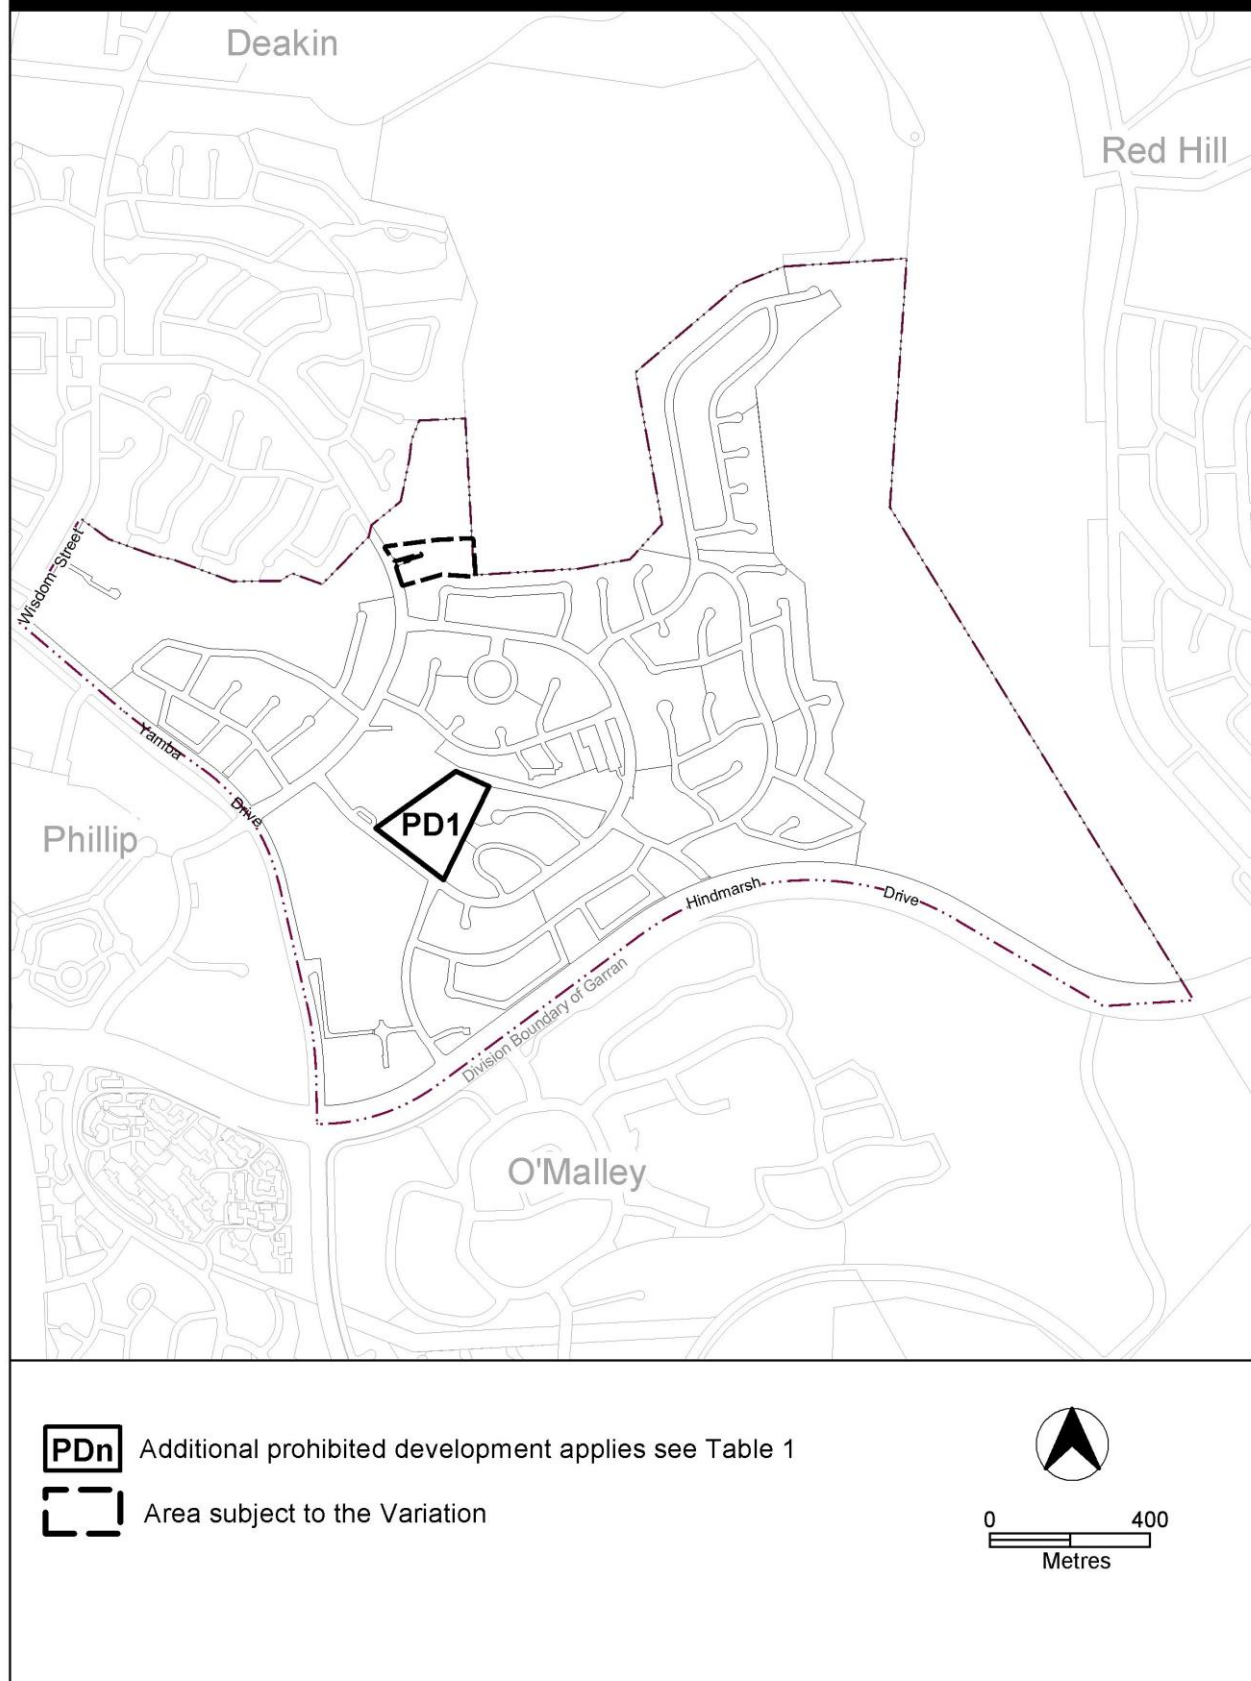 Deakin
Red Hill
Wisdom Street
Yamba
Drive
Phillip
PD1
Hindmarsh
Drive
Division Boundary of Garran
O'Malley
PDn Additional prohibited development applies see Table 1
Area subject to the Variation
0 400
Metres